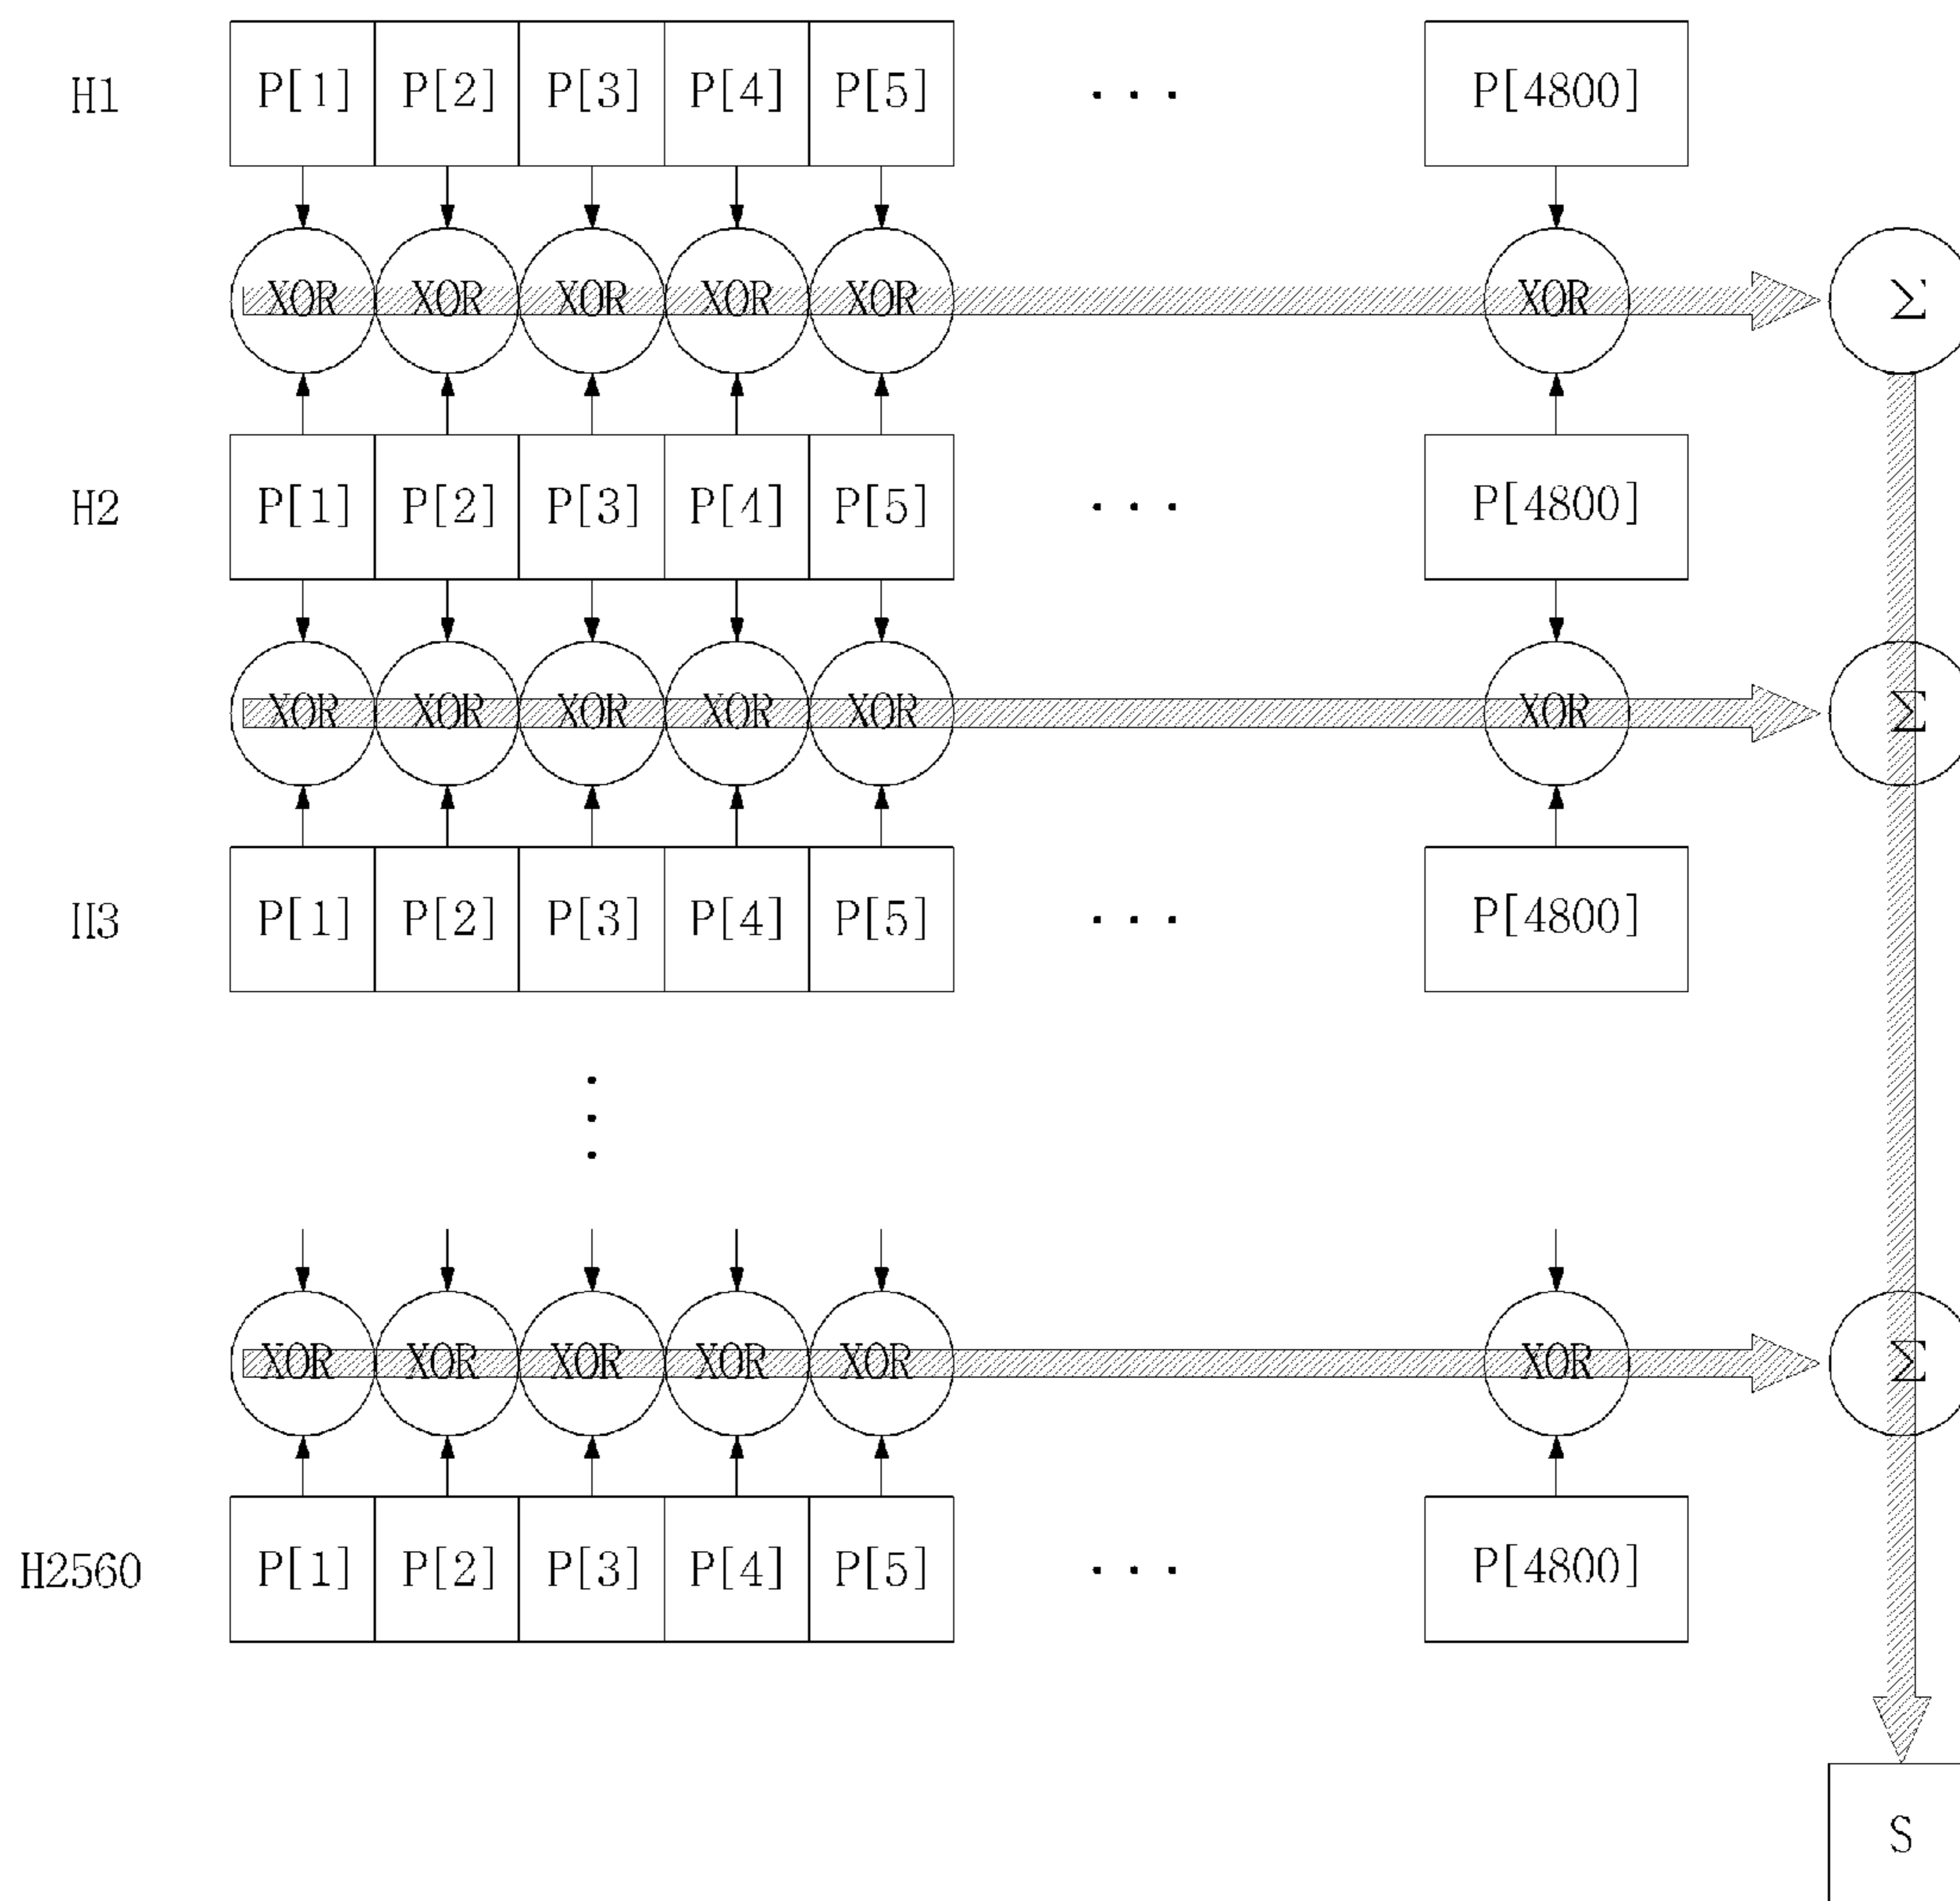 H1 P[1] P[2] P[3] P[4] P[5] ... P[4800]
XOR XOR XOR XOR XOR XOR Σ
H2 P[1] P[2] P[3] P[4] P[5] ... P[4800]
XOR XOR XOR XOR XOR XOR Σ
H3 P[1] P[2] P[3] P[4] P[5] ... P[4800]
XOR XOR XOR XOR XOR XOR Σ
H2560 P[1] P[2] P[3] P[4] P[5] ... P[4800]
S